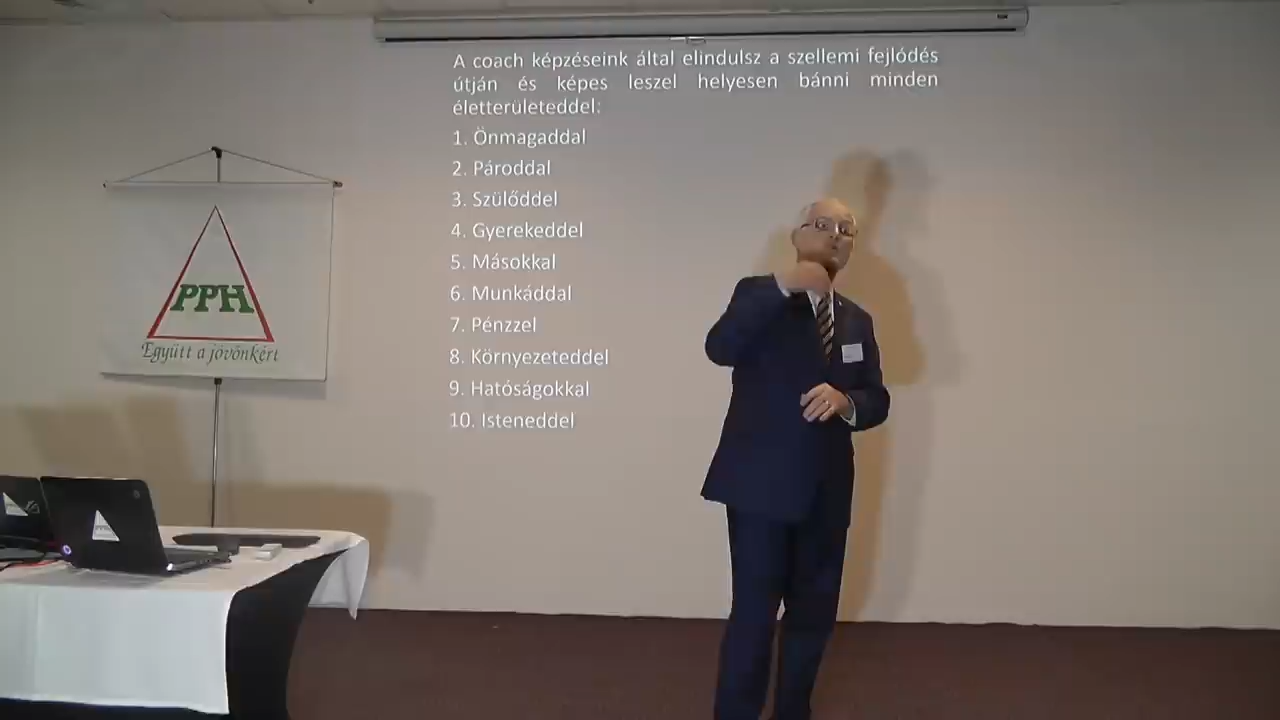 A coach képzéseink által elindulsz a szellemi fejlődés
útján és képes leszel helyesen bánni minden
életterületeddel:
1. Önmagaddal
2. Pároddal
3. Szülőddel
4. Gyerekeddel
5. Másokkal
6. Munkáddal
7. Pénzzel
8. Környezeteddel
9. Hatóságokkal
10. Isteneddel
PPH
Együtt a jövőnkért
PPH